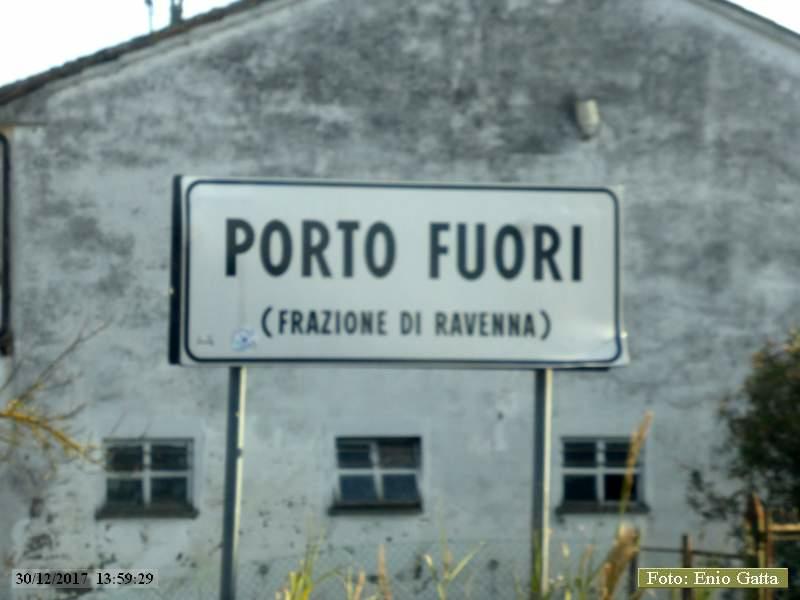 PORTO FUORI
(FRAZIONE DI RAVENNA)
30/12/2017 13:59:29
Foto: Enio Gatta